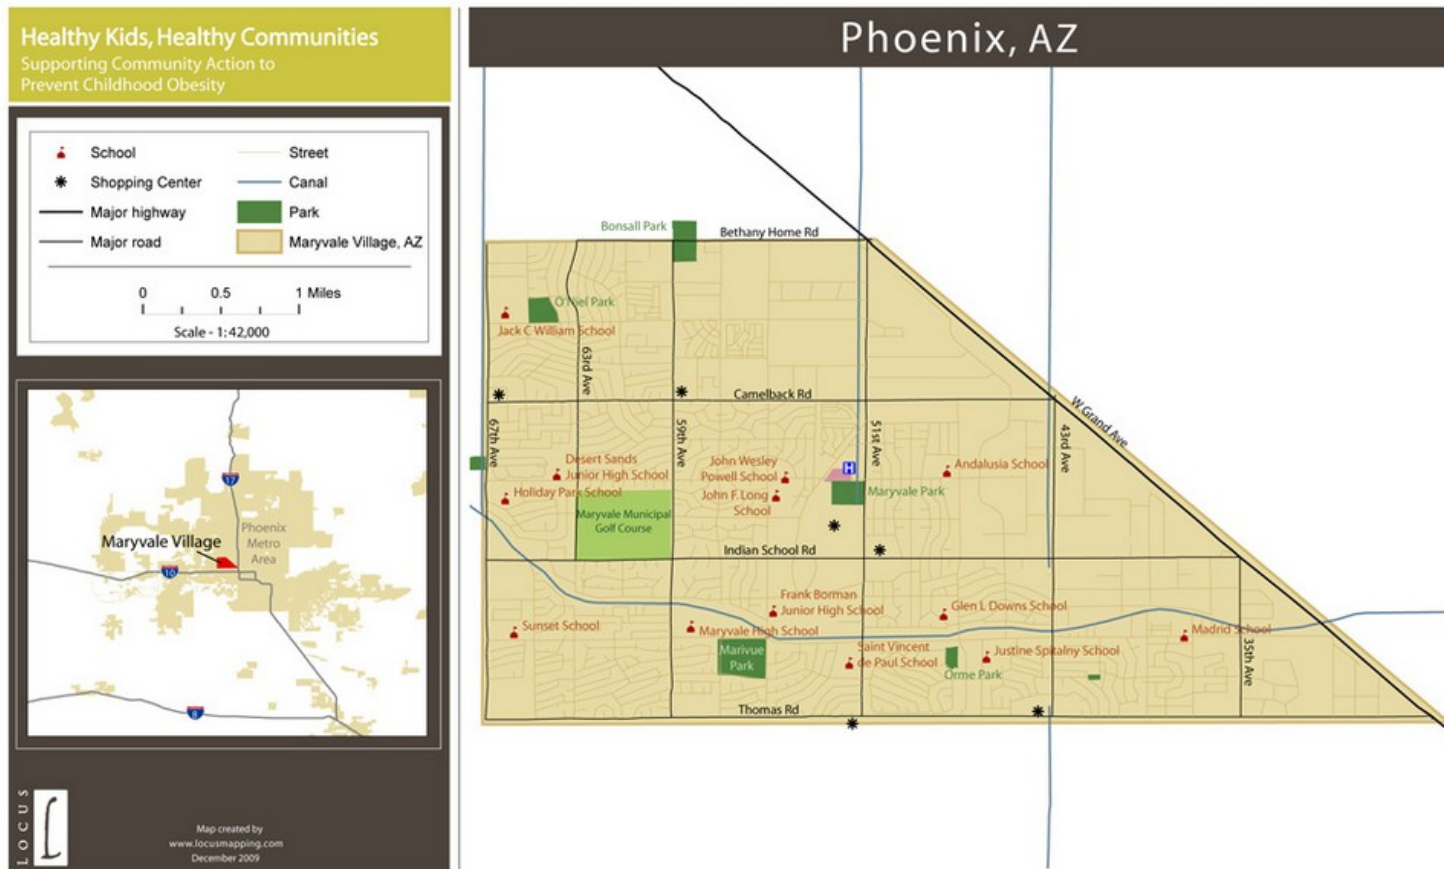 Healthy Kids, Healthy Communities
Supporting Community Action to
Prevent Childhood Obesity
School
Street
Shopping Center
Canal
Major highway
Park
Major road
Maryvale Village, AZ
0 0.5 1 Miles
Scale - 1:42,000
17
Phoenix
Metro
Area
Maryvale Village
10
8
LOCUS
Map created by
www.locusmapping.com
December 2009
Phoenix, AZ
Bonsall Park
Bethany Home Rd
O'Niel Park
Jack C William School
63rd Ave
Camelback Rd
W Grand Ave
67th Ave
59th Ave
51st Ave
43rd Ave
Desert Sands
Junior High School
John Wesley
Powell School
H
Andalusia School
Holiday Park School
John F. Long
School
Maryvale Park
Maryvale Municipal
Golf Course
Indian School Rd
Frank Borman
Junior High School
Glen L Downs School
Sunset School
Maryvale High School
Madrid School
Marivue
Park
Saint Vincent
de Paul School
Justine Spitalny School
Orme Park
35th Ave
Thomas Rd